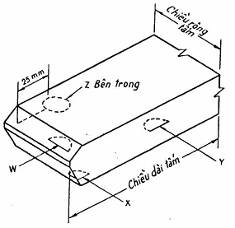 Chiều rộng
tấm
25 mm
Z Bên trong
W
Y
X
Chiều dài tấm